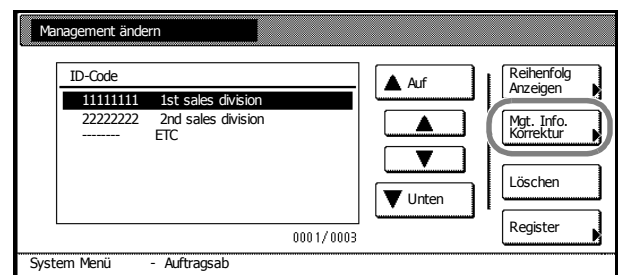 Management ändern
ID-Code
11111111 1st sales division
22222222 2nd sales division
-------- ETC
0001/0003
Auf
Unten
Reihenfolg
Anzeigen
Mgt. Info.
Korrektur
Löschen
Register
System Menü - Auftragsab